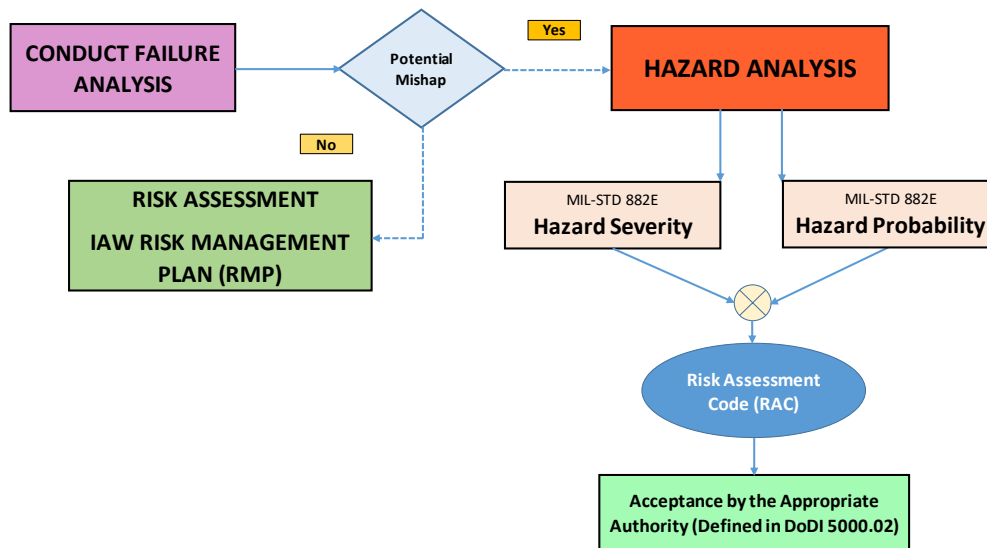 CONDUCT FAILURE
ANALYSIS
Potential
Mishap
Yes
HAZARD ANALYSIS
No
RISK ASSESSMENT
IAW RISK MANAGEMENT
PLAN (RMP)
MIL-STD 882E
Hazard Severity
MIL-STD 882E
Hazard Probability
Risk Assessment
Code (RAC)
Acceptance by the Appropriate
Authority (Defined in DoDI 5000.02)